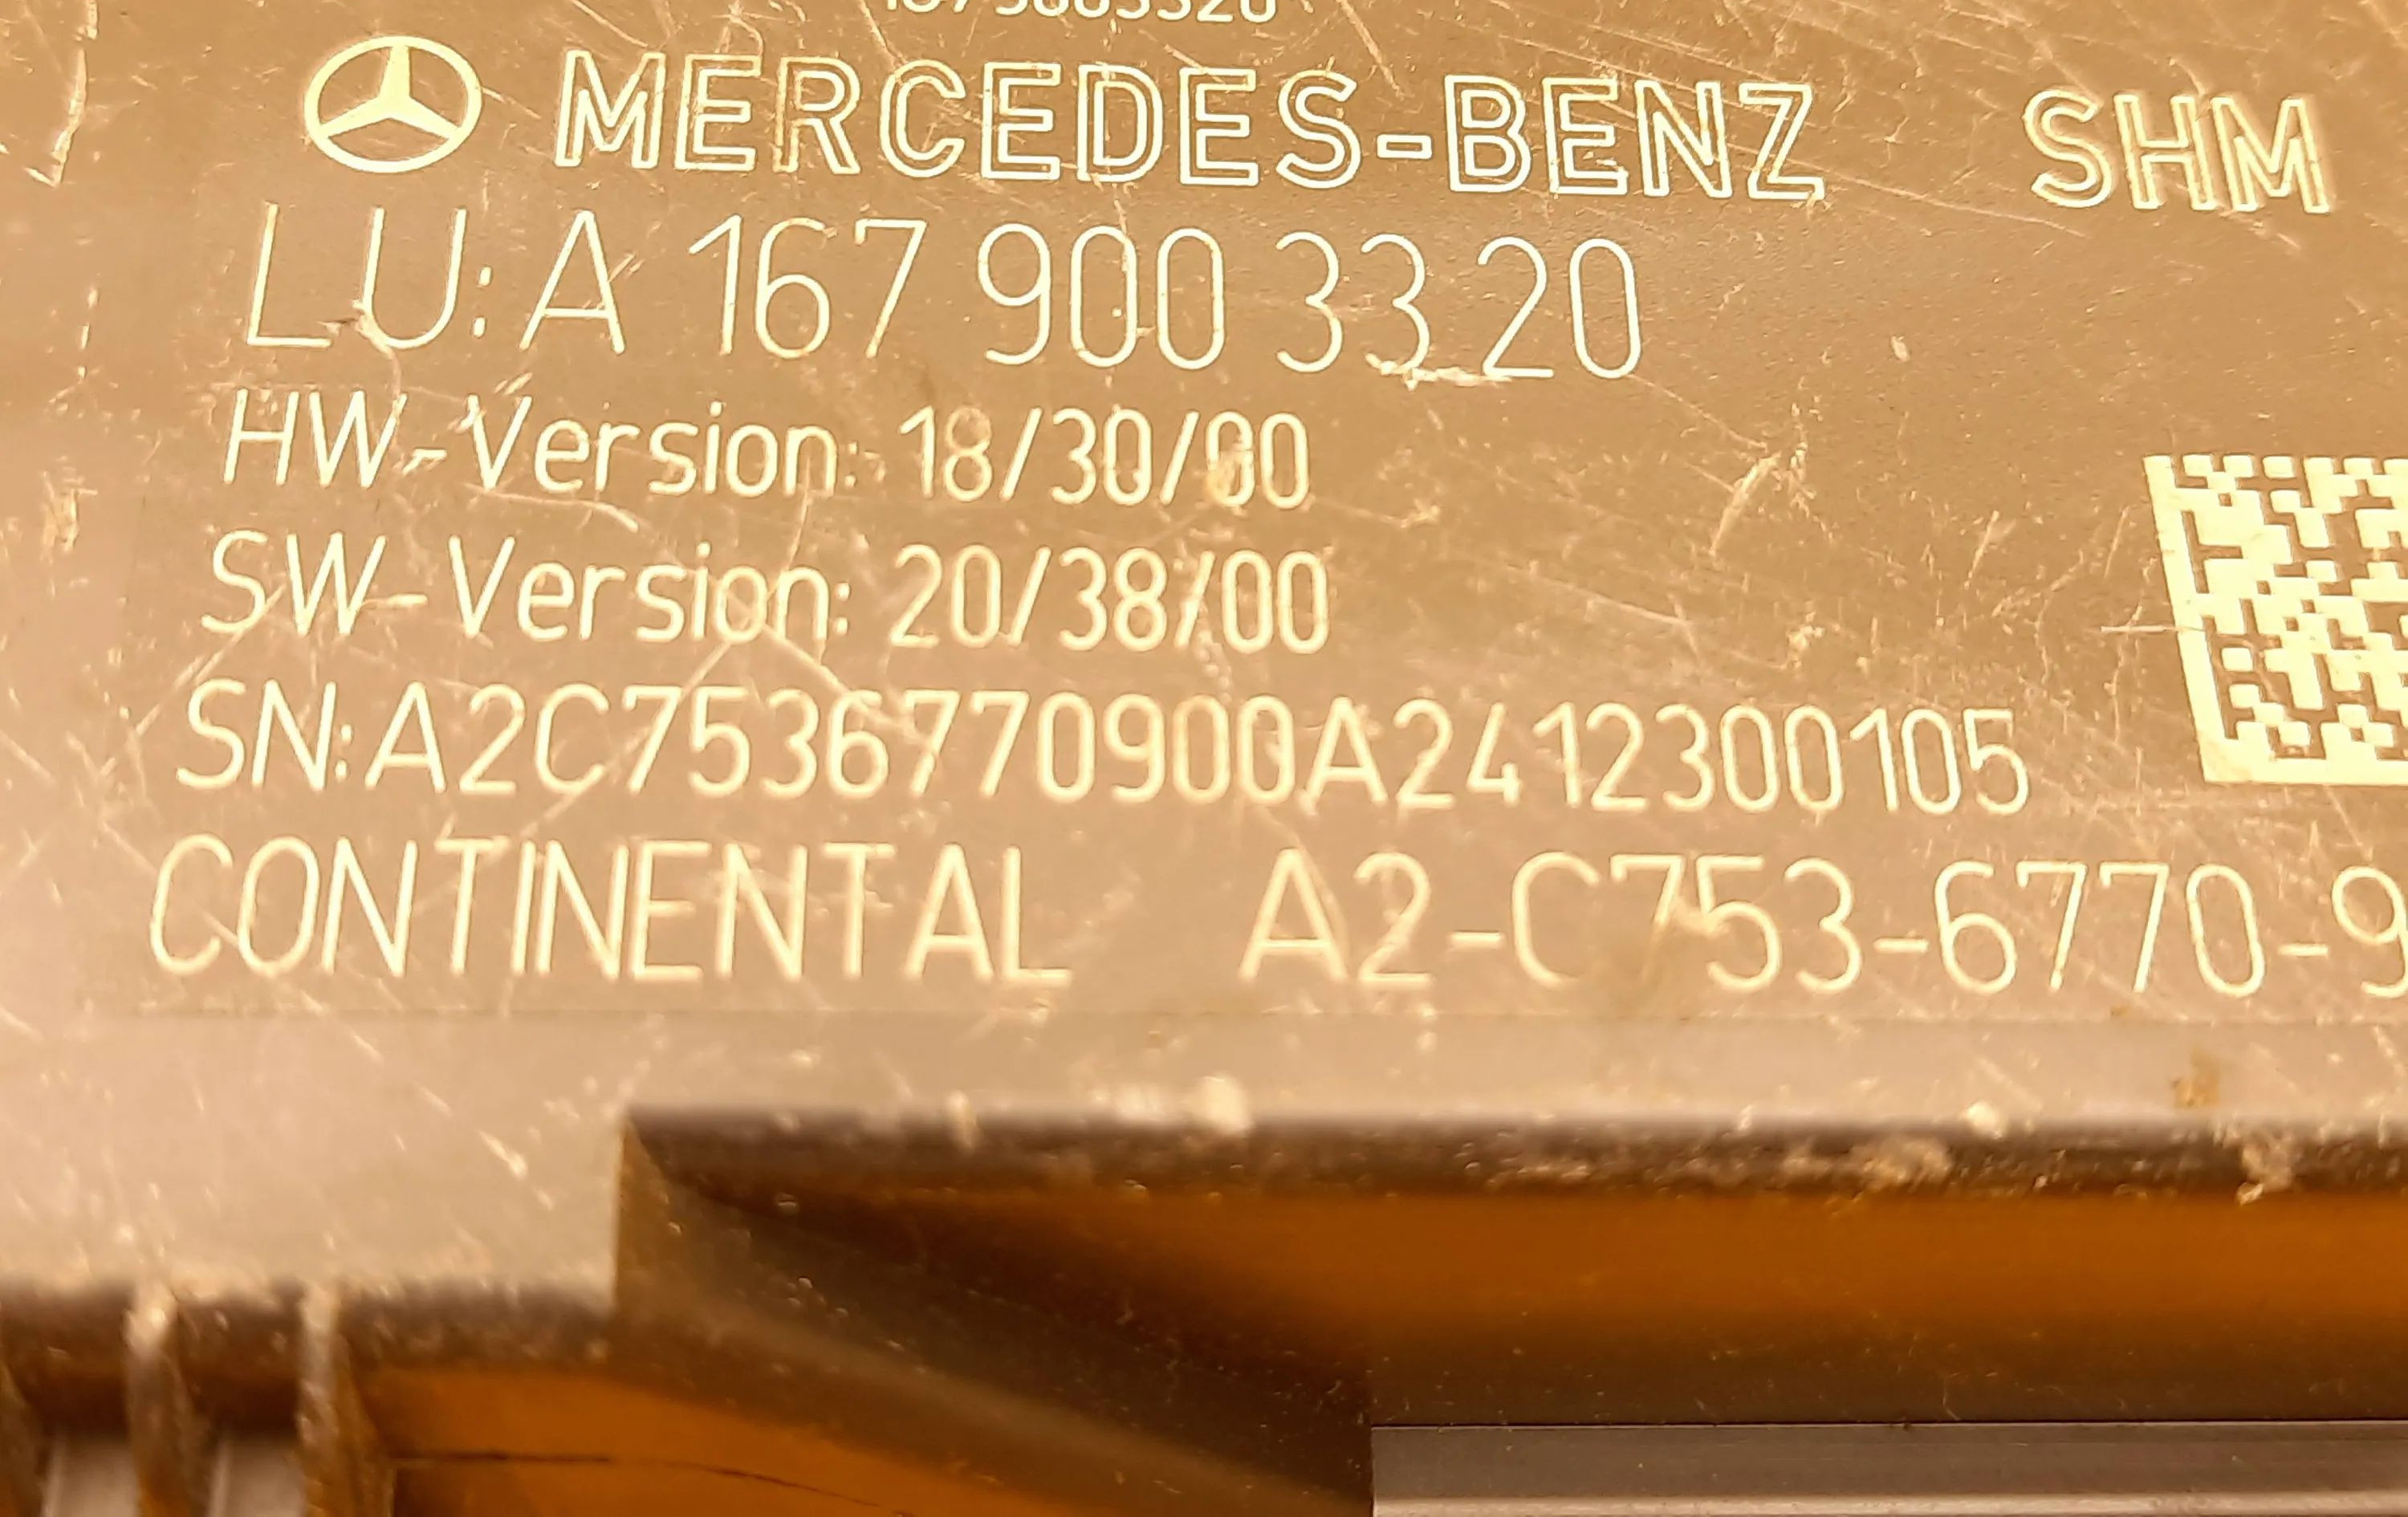 MERCEDES-BENZ SHM
LU: A 167 900 33 20
HW-Version: 18/30/00
SW-Version: 20/38/00
SN:A2C7536770900A2412300105
CONTINENTAL A2-C753-6770-9